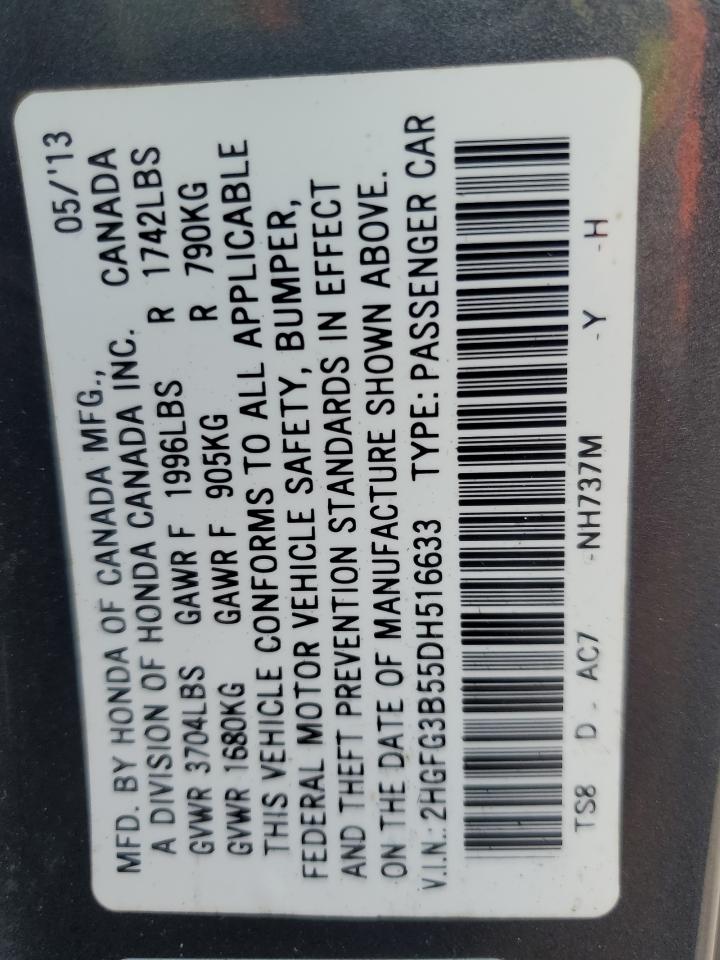 MFD. BY HONDA OF CANADA MFG., 05/'13
A DIVISION OF HONDA CANADA INC. CANADA
GVWR 3704LBS GAWR F 1996LBS R 1742LBS
GVWR 1680KG GAWR F 905KG R 790KG
THIS VEHICLE CONFORMS TO ALL APPLICABLE
FEDERAL MOTOR VEHICLE SAFETY, BUMPER,
AND THEFT PREVENTION STANDARDS IN EFFECT
ON THE DATE OF MANUFACTURE SHOWN ABOVE.
V.I.N.: 2HGFG3B55DH516633 TYPE: PASSENGER CAR
TS8 D - AC7 -NH737M -Y -H